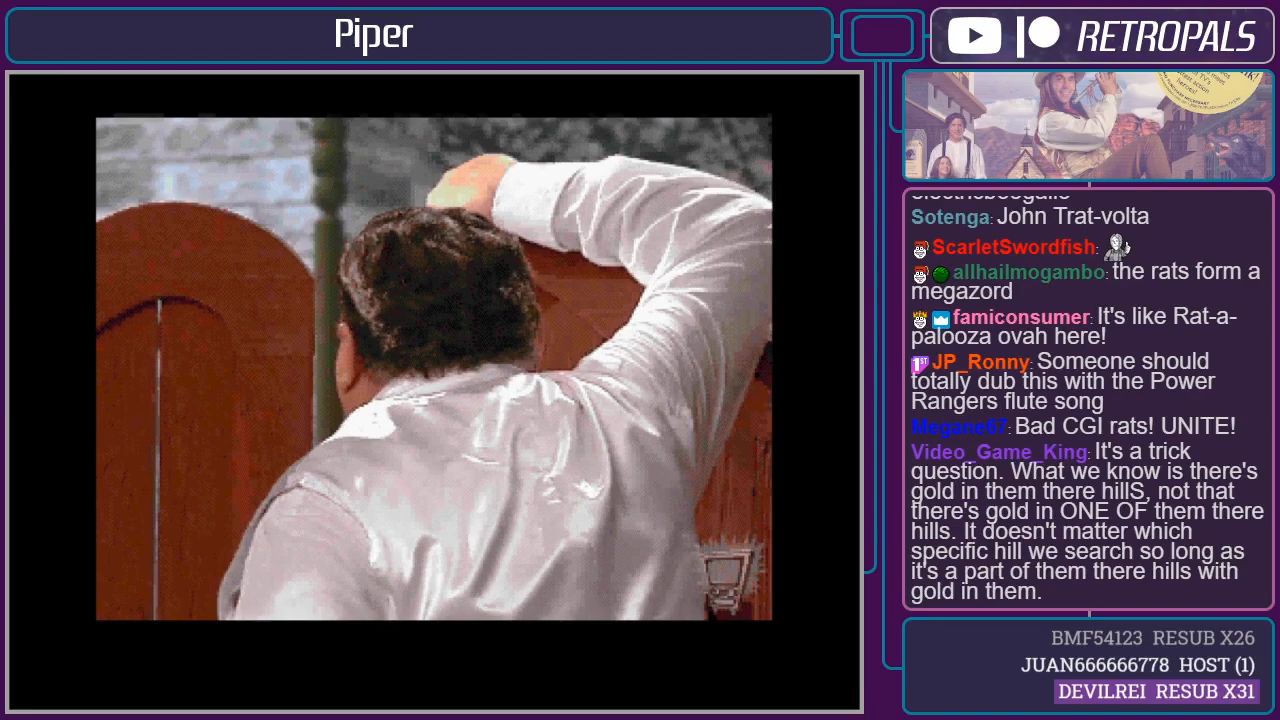 Piper
RETROPALS
Sotenga: John Trat-volta
ScarletSwordfish:
allhailmogambo: the rats form a
megazord
famiconsumer: It's like Rat-a-
palooza ovah here!
1ST JP_Ronny: Someone should
totally dub this with the Power
Rangers flute song
Megane67: Bad CGI rats! UNITE!
Video_Game_King: It's a trick
question. What we know is there's
gold in them there hillS, not that
there's gold in ONE OF them there
hills. It doesn't matter which
specific hill we search so long as
it's a part of them there hills with
gold in them.
BMF54123 RESUB X26
JUAN666666778 HOST (1)
DEVILREI RESUB X31